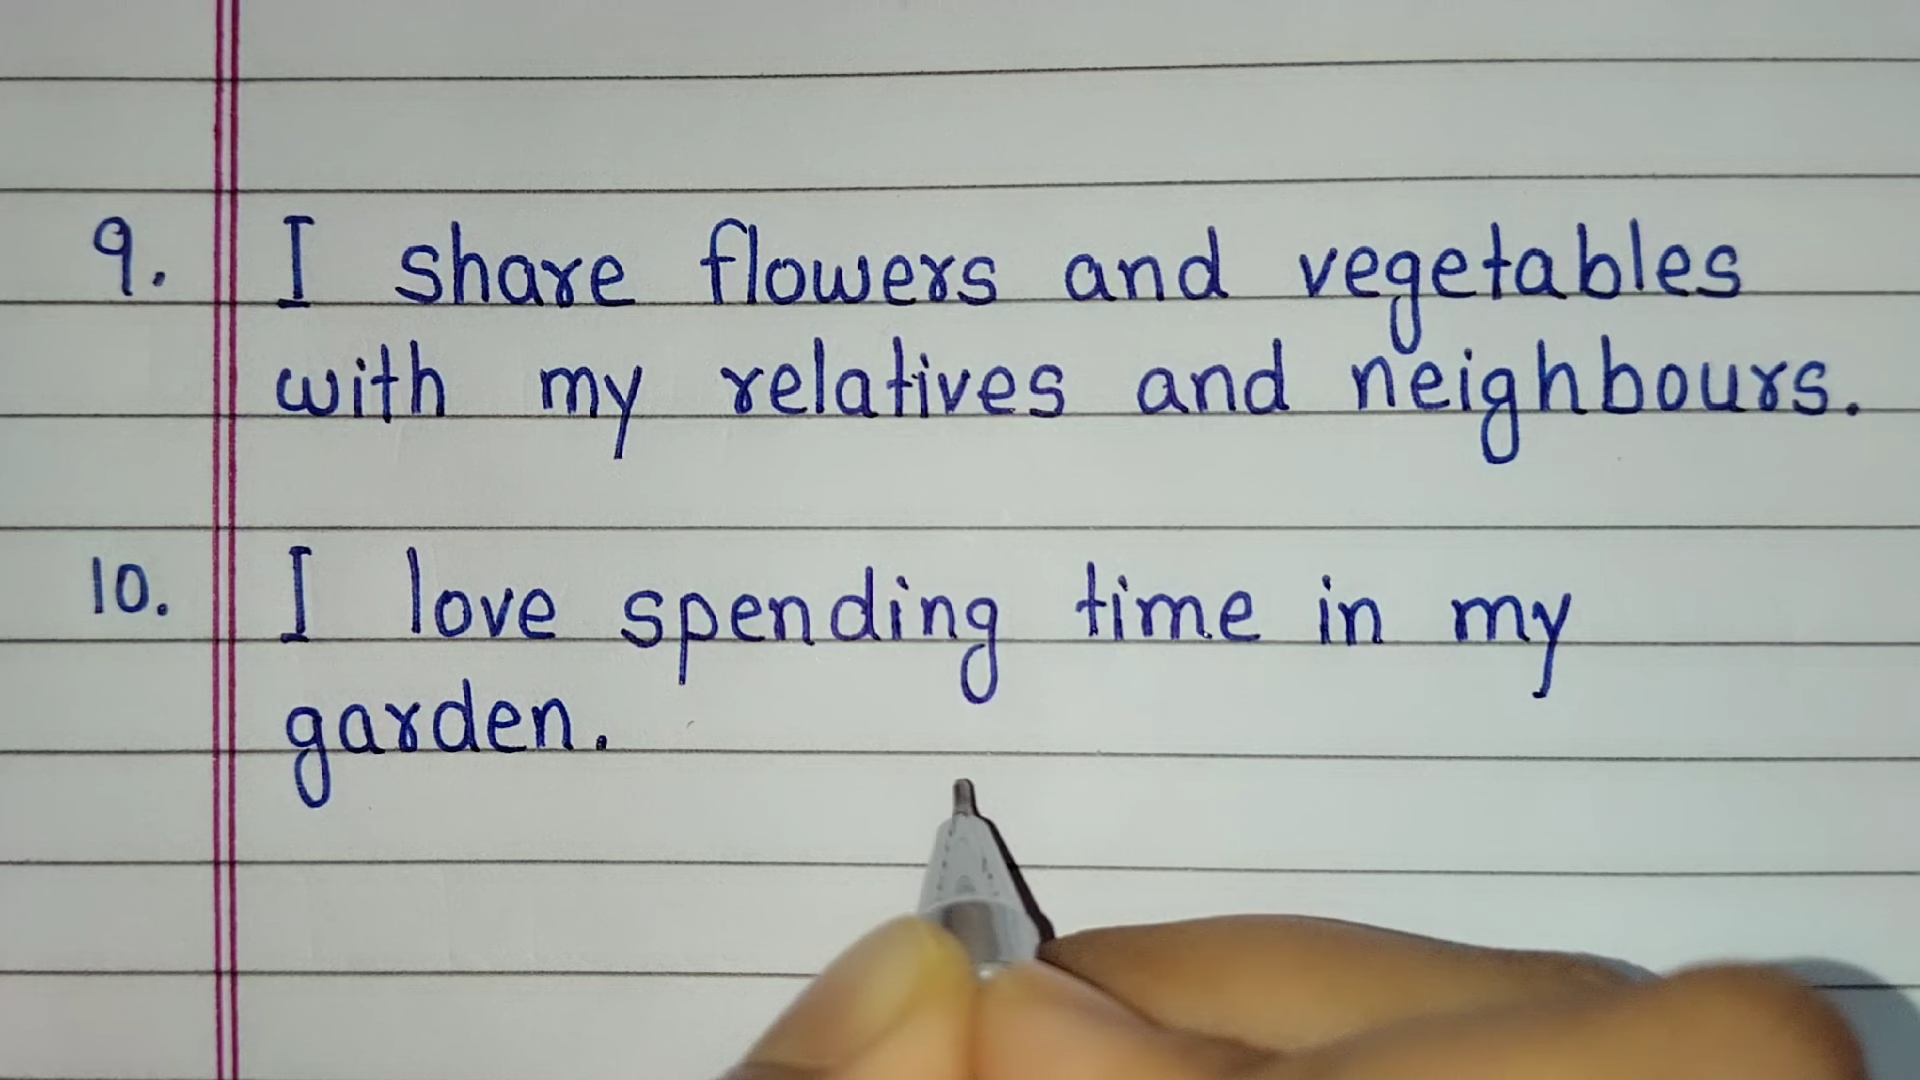 9. I share flowers and vegetables
with my relatives and neighbours.
10. I love spending time in my
garden.